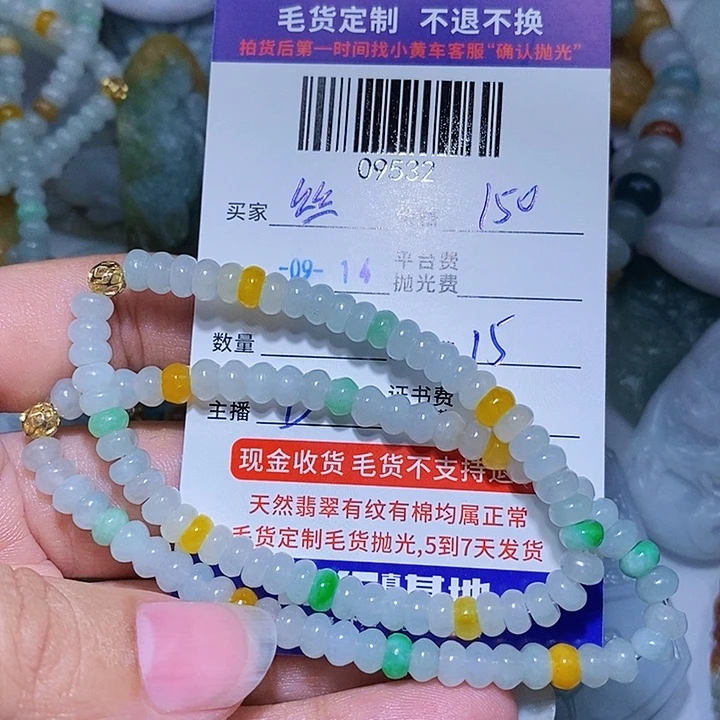 毛货定制 不退不换
拍货后第一时间找小黄车客服“确认抛光”
09532
买家 丝 150
-09- 14 平台费
抛光费
数量 15
主播 证书费
现金收货 毛货不支持退
天然翡翠有纹有棉均属正常
毛货定制毛货抛光,5到7天发货
基地